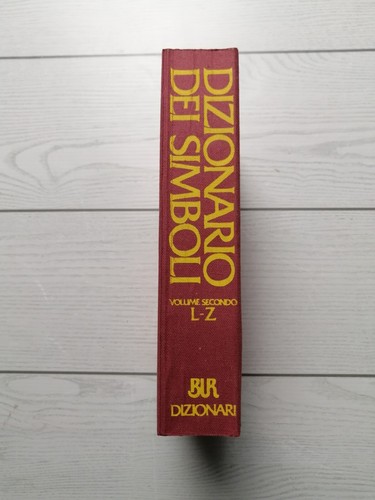 DIZIONARIO
DEI SIMBOLI
VOLUME SECONDO
L-Z
BUR
DIZIONARI